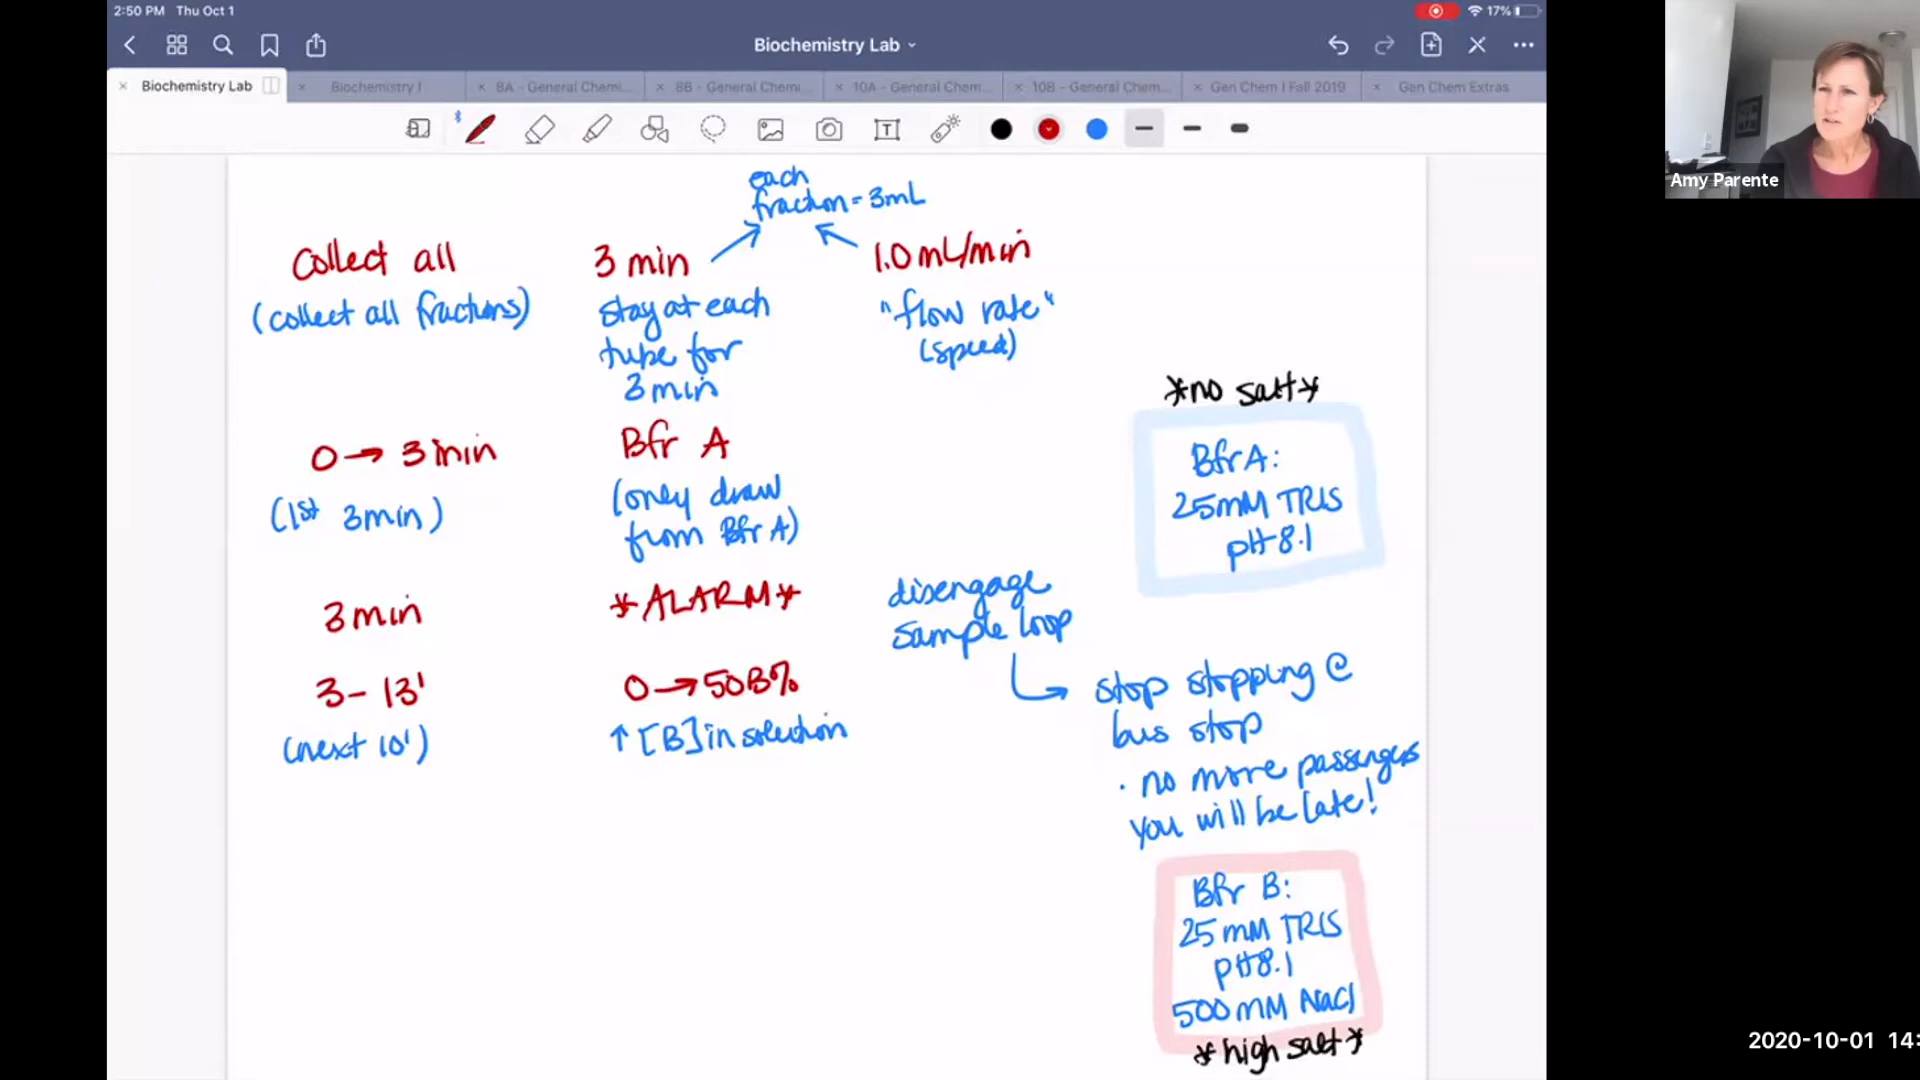 2:50 PM Thu Oct 1
17%
Biochemistry Lab
Biochemistry Lab
Biochemistry I
8A - General Chemi...
8B - General Chemi...
10A - General Chem...
10B - General Chem...
Gen Chem I Fall 2019
Gen Chem Extras
Amy Parente
each
fraction = 3mL
Collect all
3 min
1.0 mL/min
(collect all fractions)
stay at each
tube for
3 min
"flow rate"
(speed)
*no salt*
0 → 3 min
Bfr A
(1st 3min)
(only draw
from Bfr A)
Bfr A:
25mM TRIS
pH 8.1
3 min
*ALARM*
disengage
sample loop
3 - 13'
0 → 50B%
(next 10')
↑ [B] in solution
stop stopping @
bus stop
· no more passengers
you will be late!
Bfr B:
25 mM TRIS
pH 8.1
500 mM NaCl
*high salt*
2020-10-01 14: